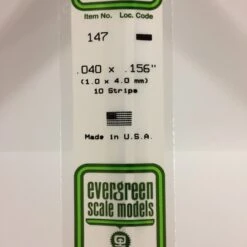 Item No. Loc. Code
147
.040 x .156"
(1.0 x 4.0 mm)
10 Strips
Made in U.S.A.
evergreen
scale models